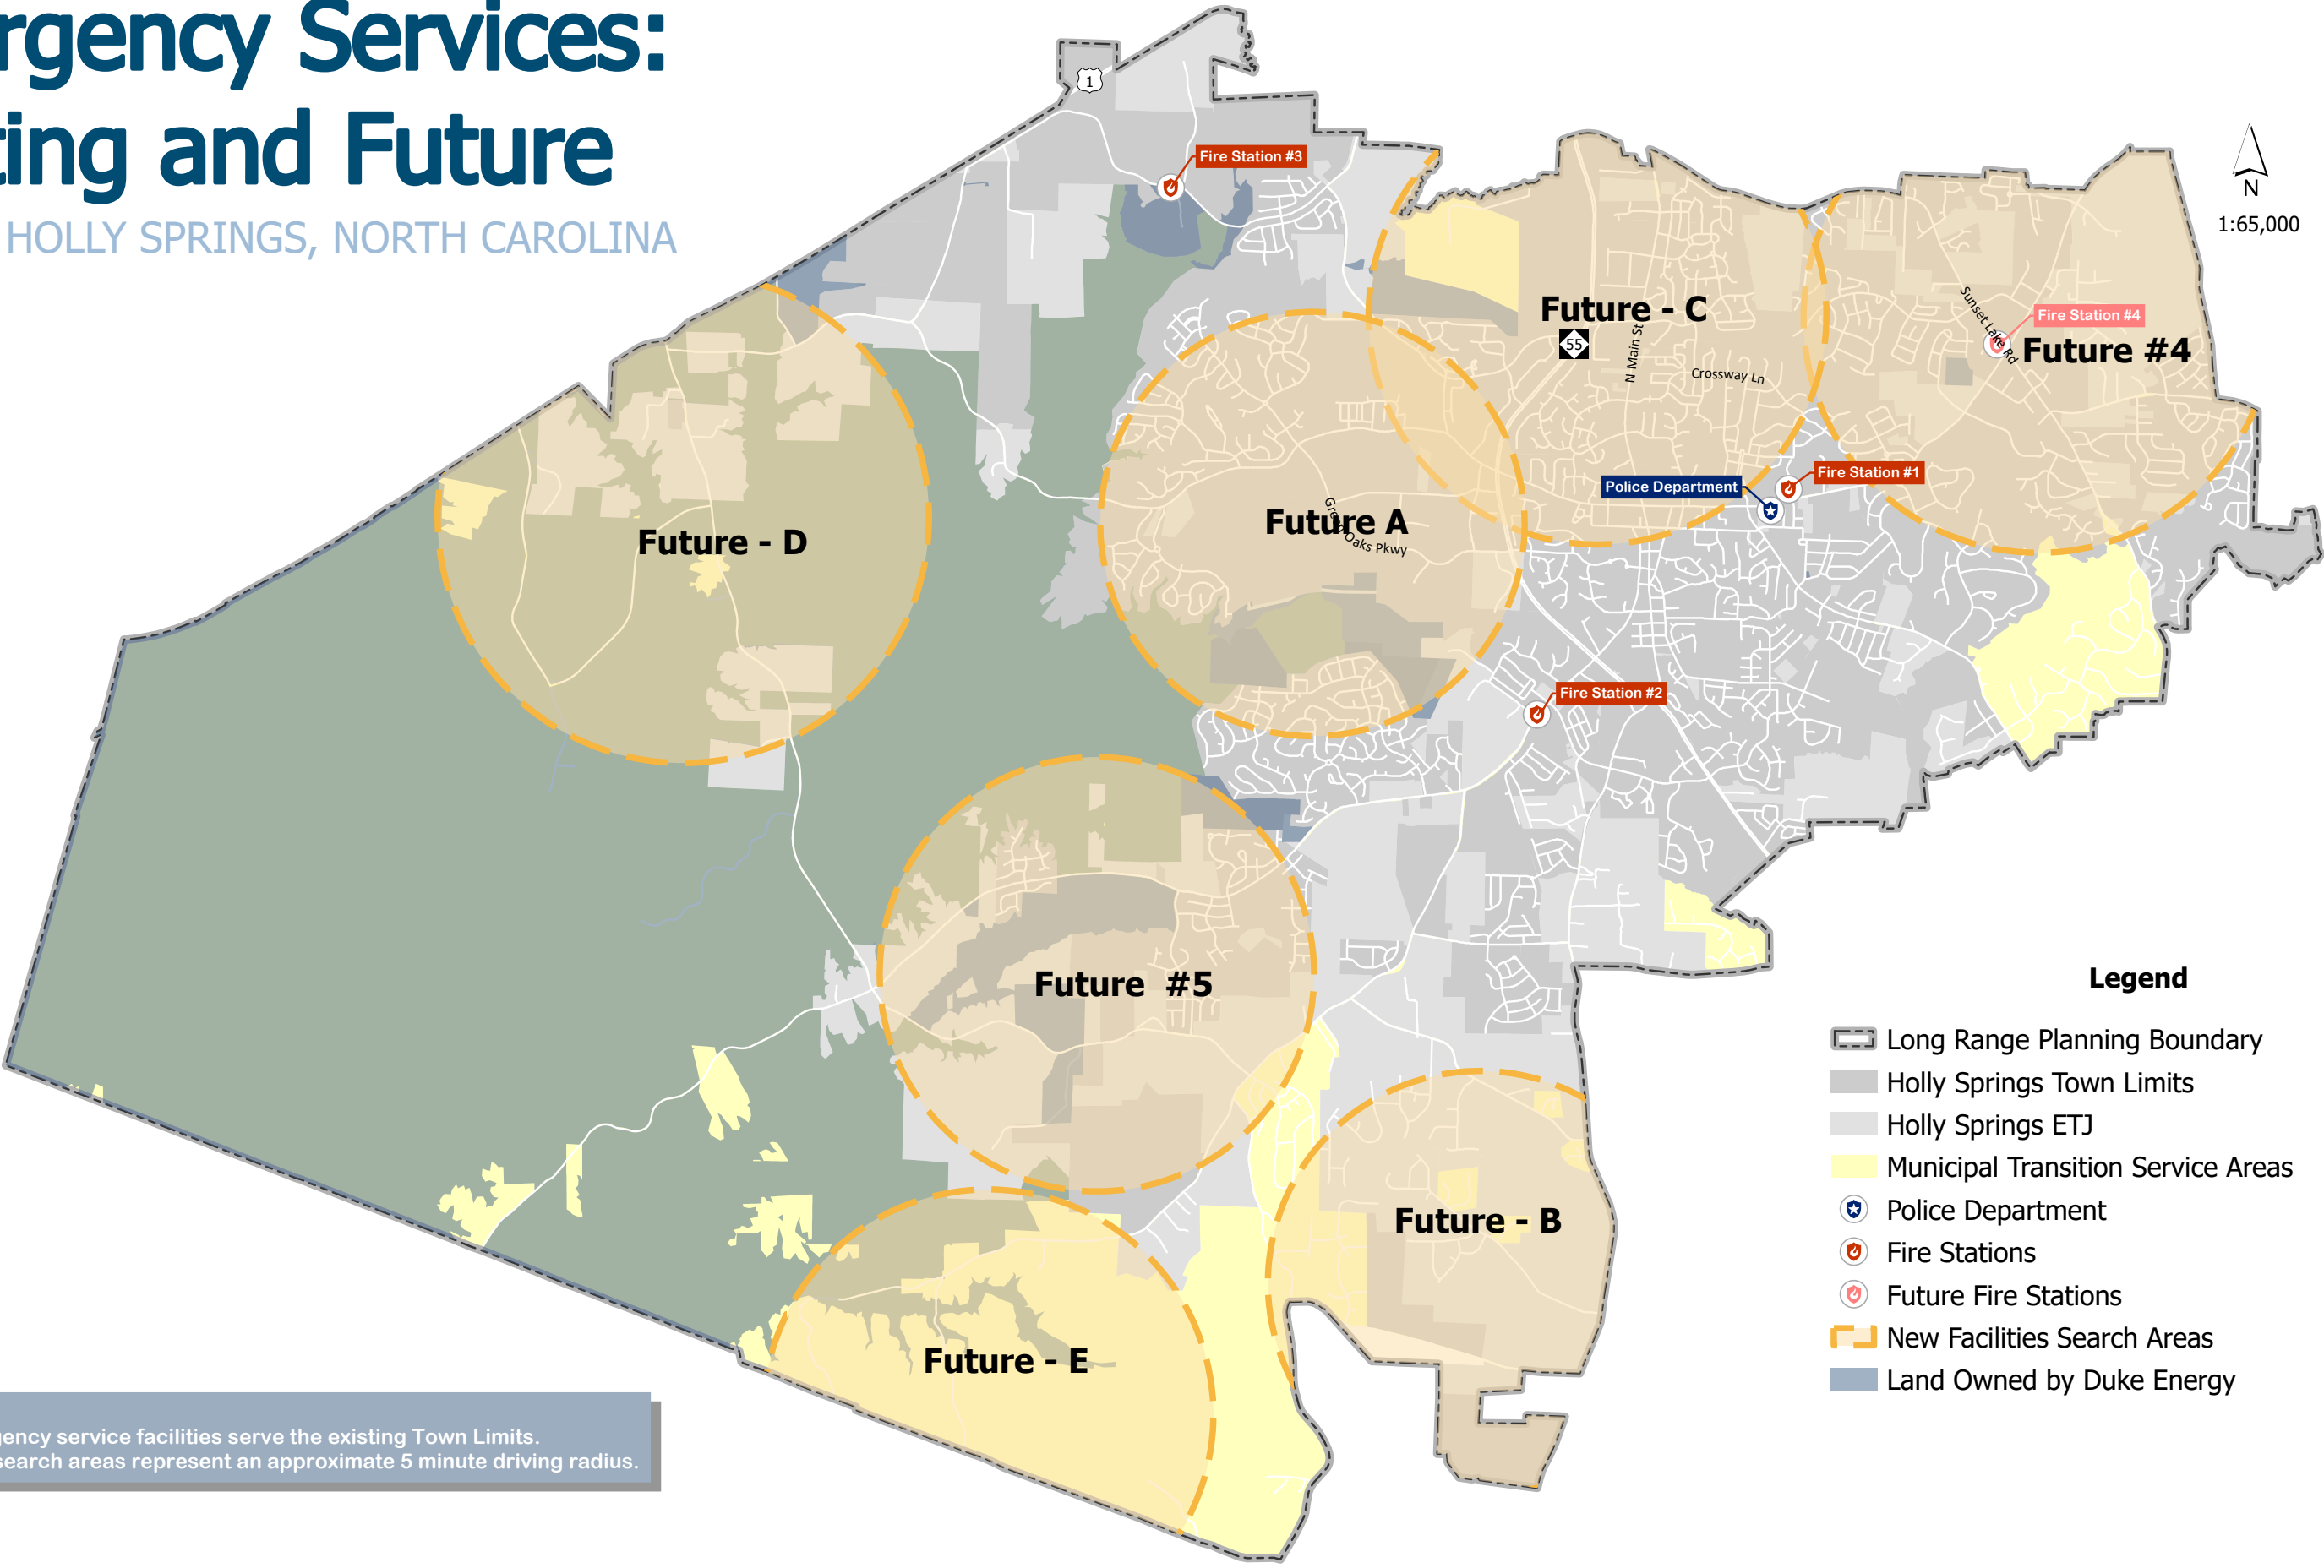 rgency Services:
ting and Future
HOLLY SPRINGS, NORTH CAROLINA
1
Fire Station #3
N
1:65,000
Future - C
55
N Main St
Crossway Ln
Sunset Lake Rd
Fire Station #4
Future #4
Police Department
Fire Station #1
Future - D
Future A
Green Oaks Pkwy
Fire Station #2
Future #5
Future - B
Future - E
Legend
Long Range Planning Boundary
Holly Springs Town Limits
Holly Springs ETJ
Municipal Transition Service Areas
Police Department
Fire Stations
Future Fire Stations
New Facilities Search Areas
Land Owned by Duke Energy
gency service facilities serve the existing Town Limits.
search areas represent an approximate 5 minute driving radius.